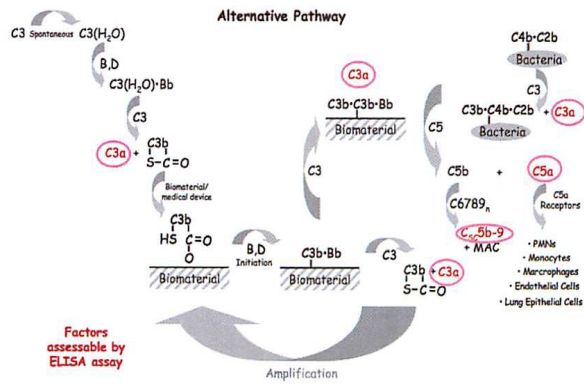 Alternative Pathway
C3 Spontaneous C3(H₂O)
B,D
C3(H₂O)•Bb
C3
C3a +
C3b
S-C=O
Biomaterial/
medical device
C3b
HS C=O
O
Biomaterial
B,D
Initiation
C3b•Bb
Biomaterial
C3
C3a
C3b•C3b•Bb
Biomaterial
C5
C3
C3b + C3a
S-C=O
Amplification
C4b•C2b
Bacteria
C3
C3b•C4b•C2b + C3a
Bacteria
C5b + C5a
C6789ₙ
C5a
Receptors
C_SC5b-9
+ MAC
• PMNs
• Monocytes
• Marcrophages
• Endothelial Cells
• Lung Epithelial Cells
Factors
assessable by
ELISA assay